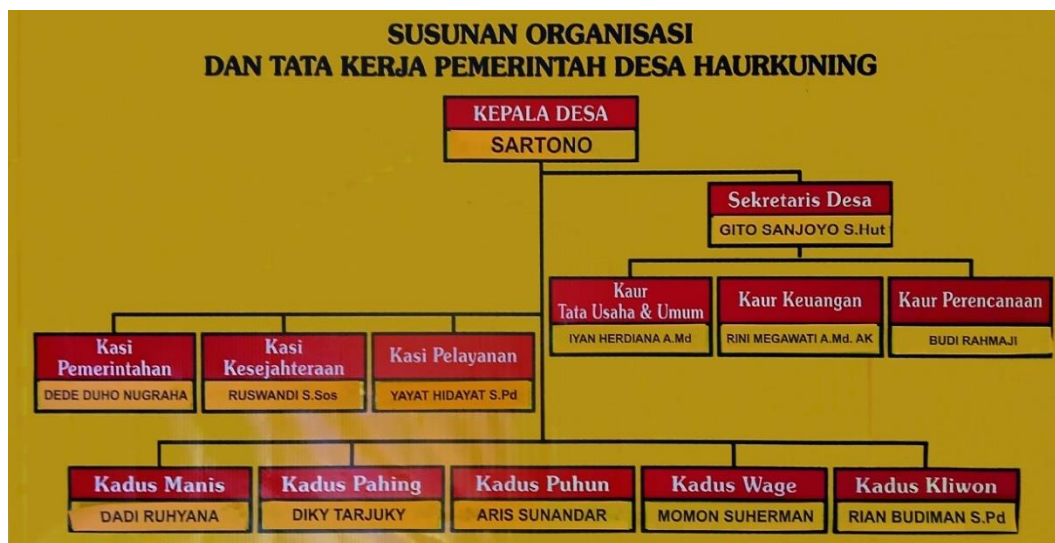 SUSUNAN ORGANISASI
DAN TATA KERJA PEMERINTAH DESA HAURKUNING
KEPALA DESA
SARTONO
Sekretaris Desa
GITO SANJOYO S.Hut
Kaur
Tata Usaha & Umum
IYAN HERDIANA A.Md
Kaur Keuangan
RINI MEGAWATI A.Md. AK
Kaur Perencanaan
BUDI RAHMAJI
Kasi
Pemerintahan
DEDE DUHO NUGRAHA
Kasi
Kesejahteraan
RUSWANDI S.Sos
Kasi Pelayanan
YAYAT HIDAYAT S.Pd
Kadus Manis
DADI RUHYANA
Kadus Pahing
DIKY TARJUKY
Kadus Puhun
ARIS SUNANDAR
Kadus Wage
MOMON SUHERMAN
Kadus Kliwon
RIAN BUDIMAN S.Pd